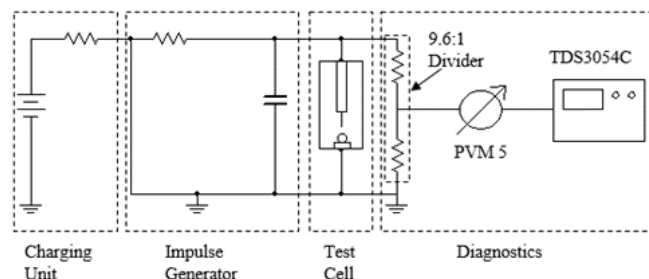 9.6:1
Divider
TDS3054C
PVM 5
Charging
Unit
Impulse
Generator
Test
Cell
Diagnostics